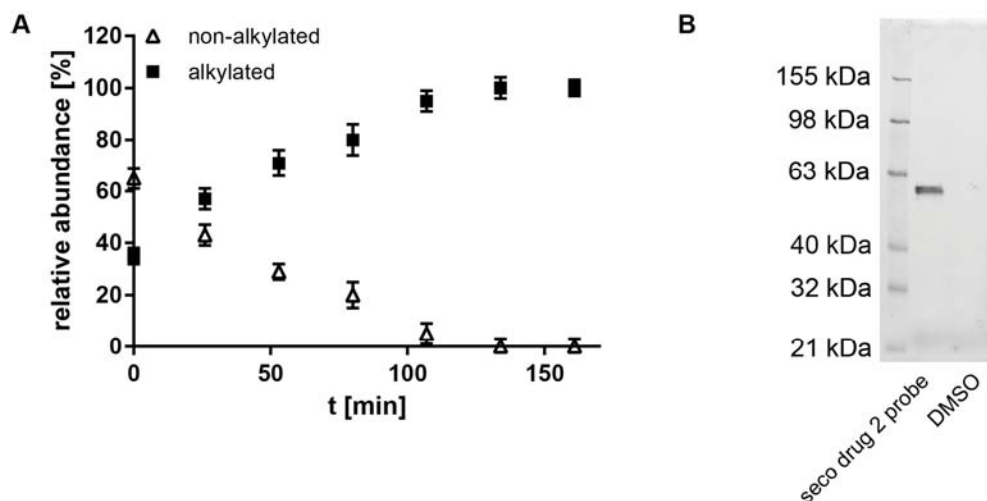 A
relative abundance [%]
120
100
80
60
40
20
0
non-alkylated
alkylated
0
50
100
150
t [min]
B
155 kDa
98 kDa
63 kDa
40 kDa
32 kDa
21 kDa
seco drug 2 probe
DMSO